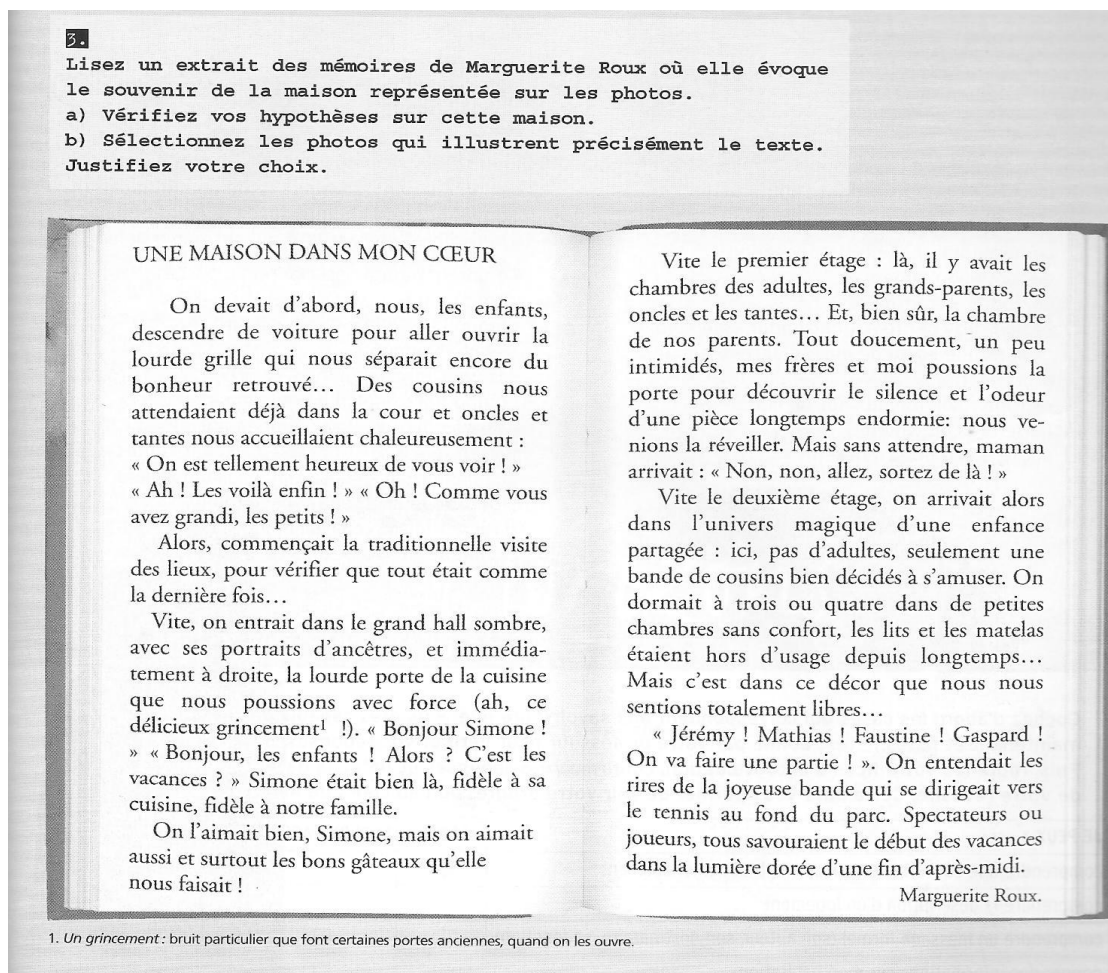 3.
Lisez un extrait des mémoires de Marguerite Roux où elle évoque
le souvenir de la maison représentée sur les photos.
a) Vérifiez vos hypothèses sur cette maison.
b) Sélectionnez les photos qui illustrent précisément le texte.
Justifiez votre choix.
UNE MAISON DANS MON CŒUR
On devait d'abord, nous, les enfants,
descendre de voiture pour aller ouvrir la
lourde grille qui nous séparait encore du
bonheur retrouvé... Des cousins nous
attendaient déjà dans la cour et oncles et
tantes nous accueillaient chaleureusement :
« On est tellement heureux de vous voir ! »
« Ah ! Les voilà enfin ! » « Oh ! Comme vous
avez grandi, les petits ! »
Alors, commençait la traditionnelle visite
des lieux, pour vérifier que tout était comme
la dernière fois...
Vite, on entrait dans le grand hall sombre,
avec ses portraits d'ancêtres, et immédia-
tement à droite, la lourde porte de la cuisine
que nous poussions avec force (ah, ce
délicieux grincement¹ !). « Bonjour Simone !
» « Bonjour, les enfants ! Alors ? C'est les
vacances ? » Simone était bien là, fidèle à sa
cuisine, fidèle à notre famille.
On l'aimait bien, Simone, mais on aimait
aussi et surtout les bons gâteaux qu'elle
nous faisait !
Vite le premier étage : là, il y avait les
chambres des adultes, les grands-parents, les
oncles et les tantes... Et, bien sûr, la chambre
de nos parents. Tout doucement, un peu
intimidés, mes frères et moi poussions la
porte pour découvrir le silence et l'odeur
d'une pièce longtemps endormie: nous ve-
nions la réveiller. Mais sans attendre, maman
arrivait : « Non, non, allez, sortez de là ! »
Vite le deuxième étage, on arrivait alors
dans l'univers magique d'une enfance
partagée : ici, pas d'adultes, seulement une
bande de cousins bien décidés à s'amuser. On
dormait à trois ou quatre dans de petites
chambres sans confort, les lits et les matelas
étaient hors d'usage depuis longtemps...
Mais c'est dans ce décor que nous nous
sentions totalement libres...
« Jérémy ! Mathias ! Faustine ! Gaspard !
On va faire une partie ! ». On entendait les
rires de la joyeuse bande qui se dirigeait vers
le tennis au fond du parc. Spectateurs ou
joueurs, tous savouraient le début des vacances
dans la lumière dorée d'une fin d'après-midi.
Marguerite Roux.
1. Un grincement : bruit particulier que font certaines portes anciennes, quand on les ouvre.